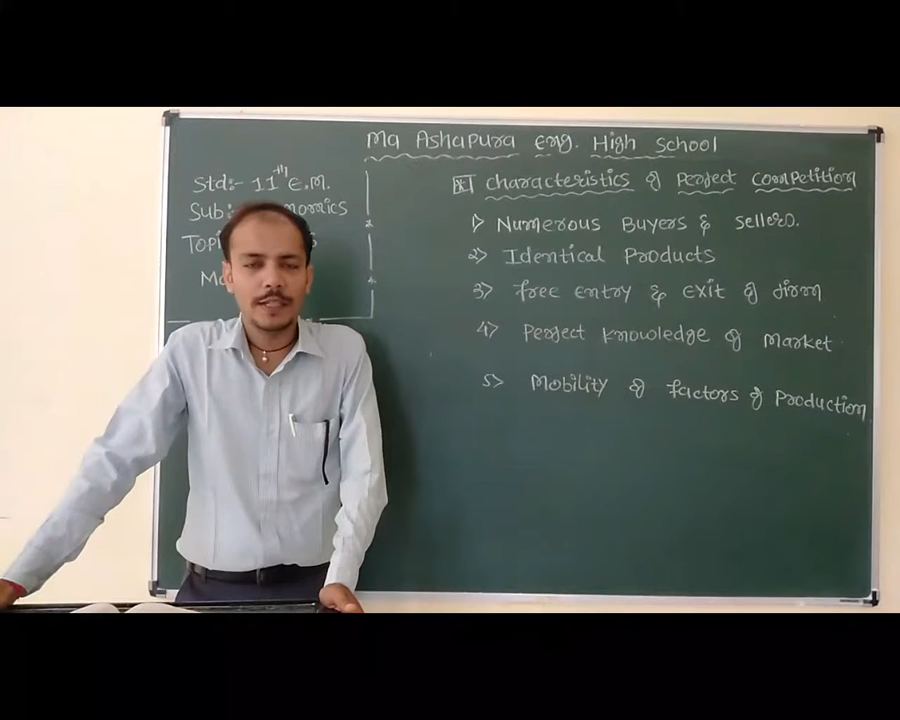 Ma Ashapura eng. High School
Std:- 11th E.M.
Sub:
Characteristics of Perfect Competition
1> Numerous Buyers & sellers.
2> Identical Products
3> free entry & exit of firm
4> Perfect knowledge of Market
5> Mobility of factors of Production